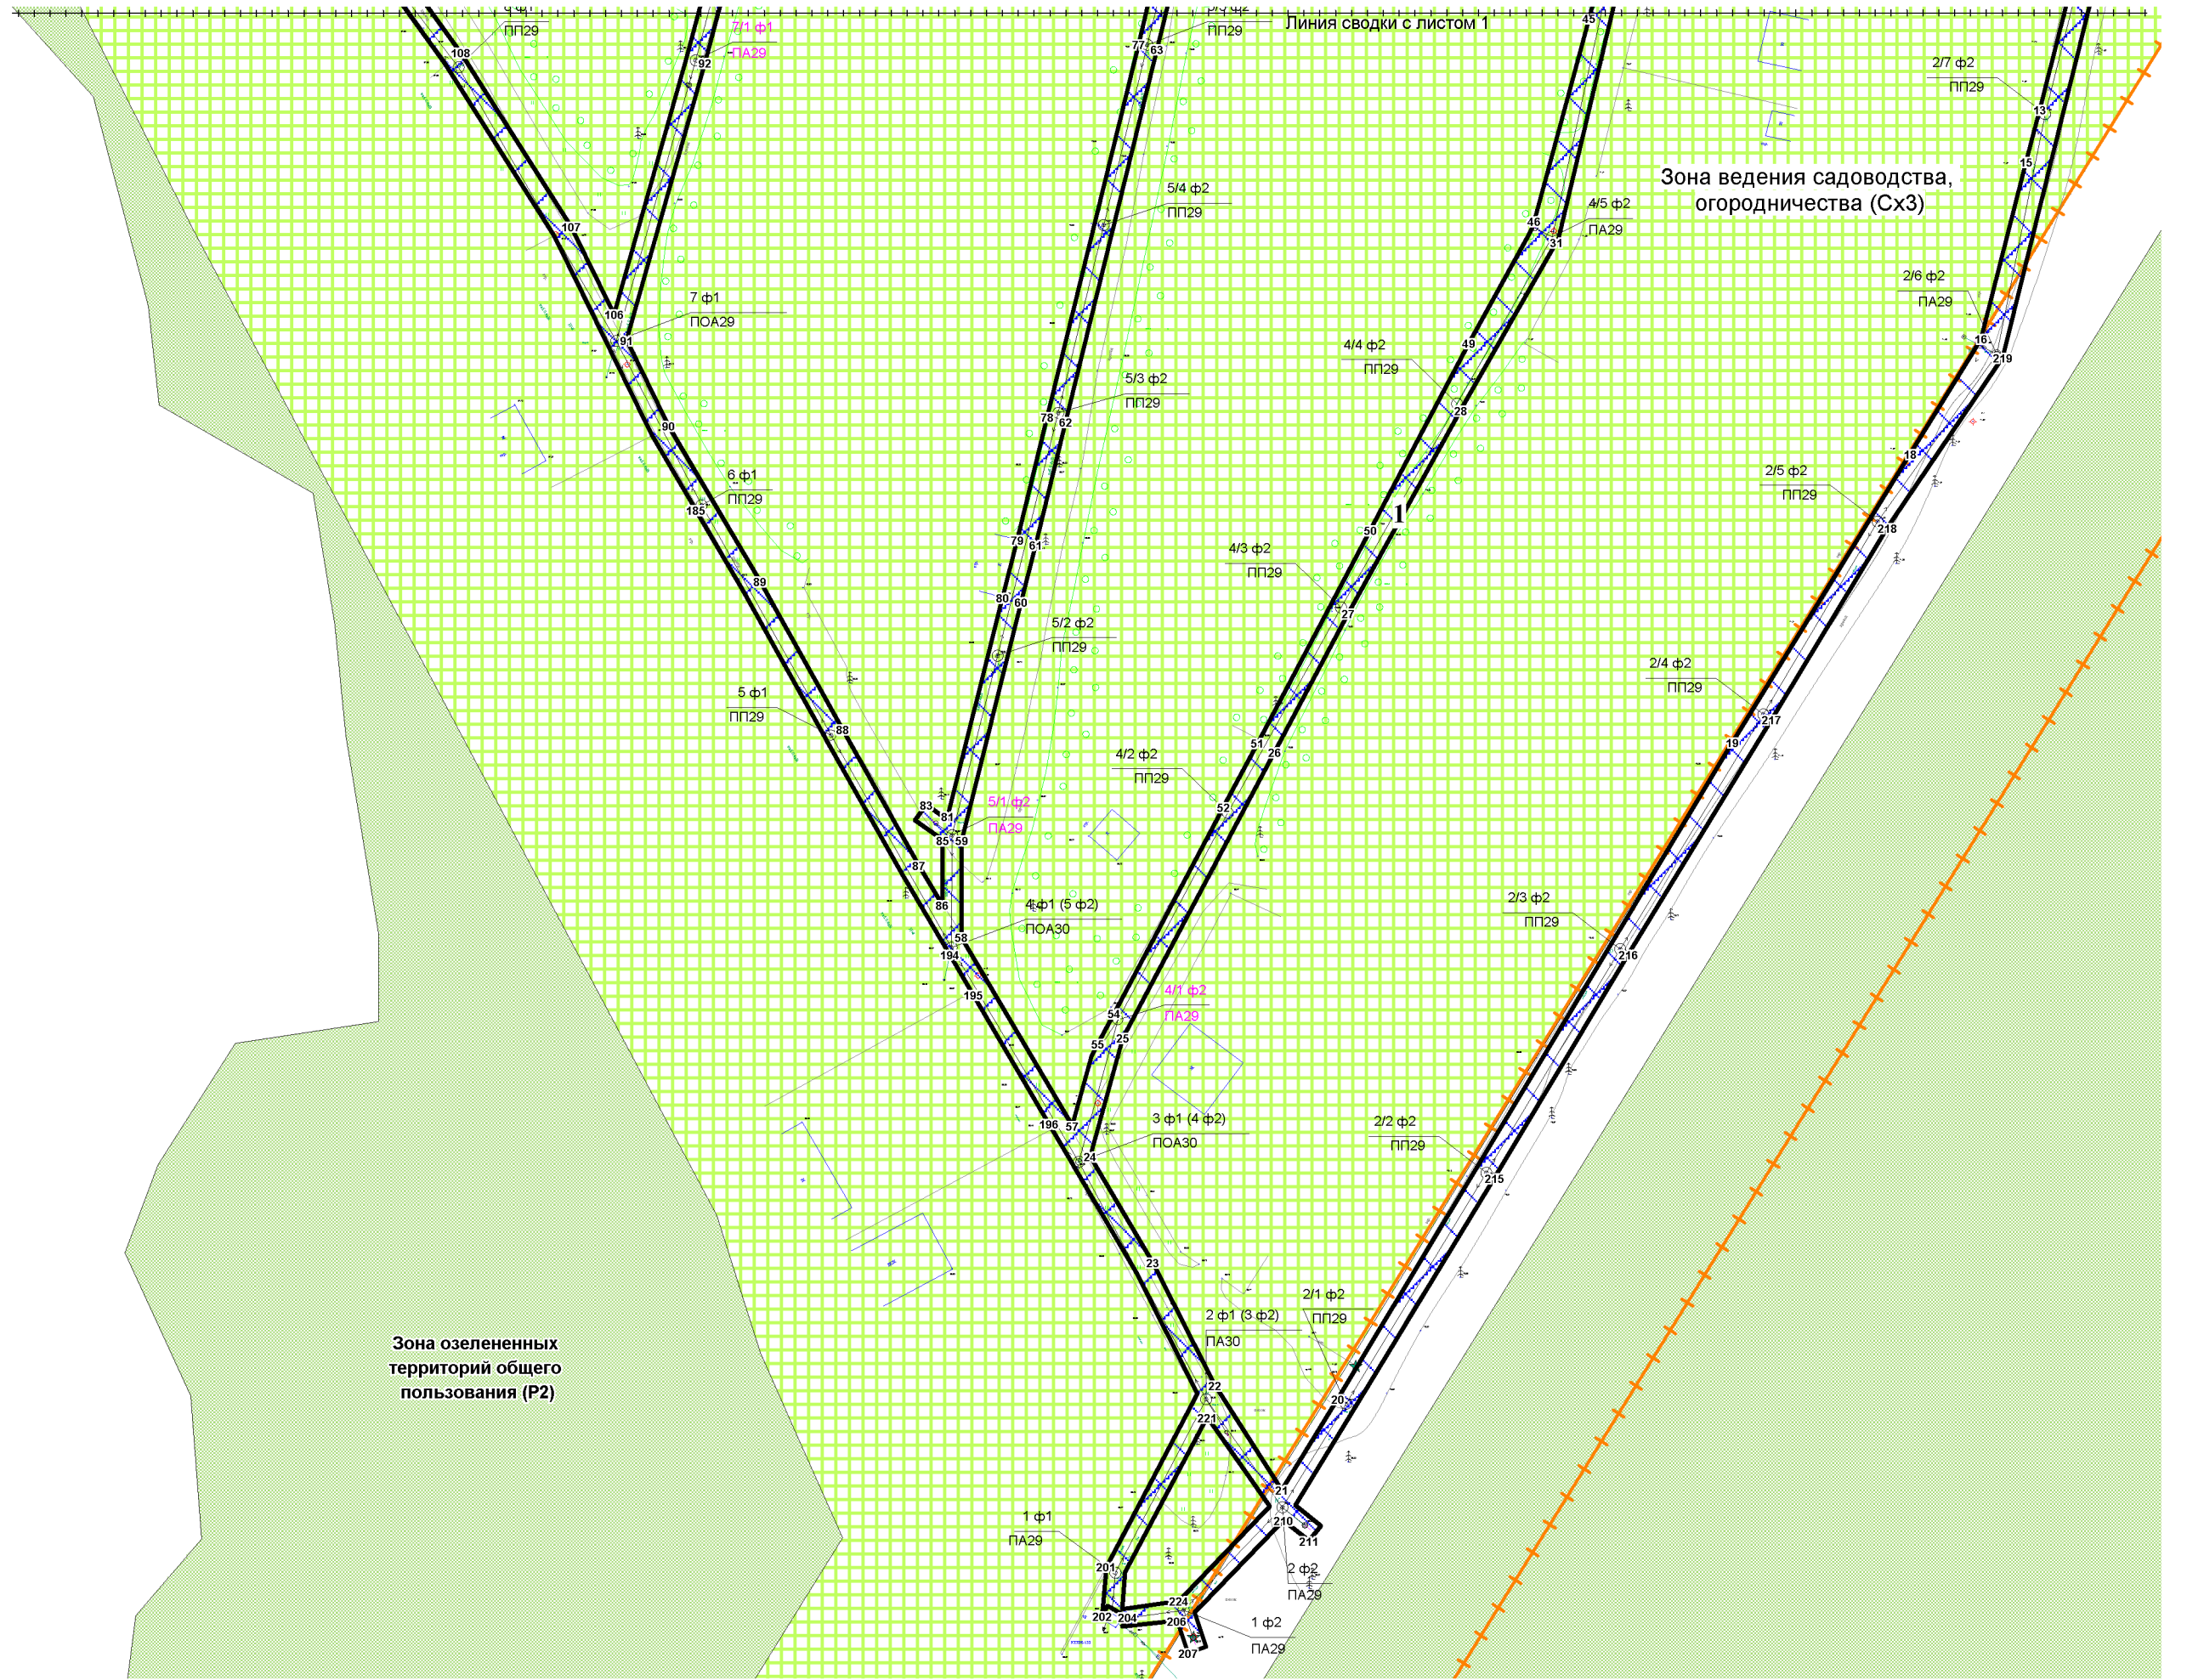 Линия сводки с листом 1
45
ПП29
7/1 ф1
ПА29
108
92
77
63
ПП29
2/7 ф2
ПП29
13
15
Зона ведения садоводства,
огородничества (Сх3)
5/4 ф2
ПП29
4/5 ф2
ПА29
46
31
107
2/6 ф2
ПА29
7 ф1
ПОА29
106
91
16
219
4/4 ф2
ПП29
49
5/3 ф2
ПП29
28
78
62
90
18
6 ф1
ПП29
185
2/5 ф2
ПП29
1
50
218
79
61
4/3 ф2
ПП29
89
80
60
27
5/2 ф2
ПП29
2/4 ф2
ПП29
5 ф1
ПП29
217
88
51
26
19
4/2 ф2
ПП29
52
83
81
5/1 ф2
ПА29
85
59
87
86
4 ф1 (5 ф2)
ПОА30
2/3 ф2
ПП29
58
194
216
195
4/1 ф2
ПА29
54
25
55
196
57
3 ф1 (4 ф2)
ПОА30
2/2 ф2
ПП29
24
215
23
2/1 ф2
ПП29
2 ф1 (3 ф2)
ПА30
Зона озелененных
территорий общего
пользования (Р2)
22
20
221
21
210
211
1 ф1
ПА29
201
2 ф2
ПА29
224
202
204
206
1 ф2
ПА29
207